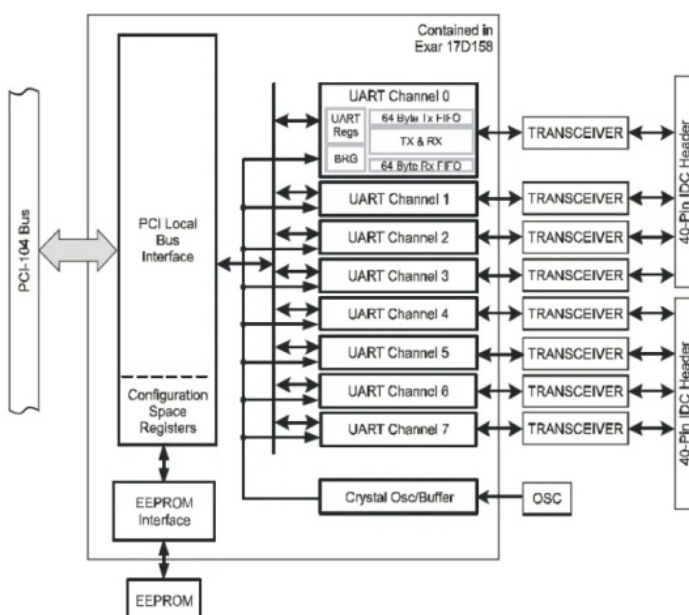 Contained in
Exar 17D158
PCI-104 Bus
PCI Local
Bus
Interface
Configuration
Space
Registers
EEPROM
Interface
EEPROM
UART Channel 0
UART
Regs
BRG
64 Byte Tx FIFO
TX & RX
64 Byte Rx FIFO
UART Channel 1
UART Channel 2
UART Channel 3
UART Channel 4
UART Channel 5
UART Channel 6
UART Channel 7
Crystal Osc/Buffer
OSC
TRANSCEIVER
TRANSCEIVER
TRANSCEIVER
TRANSCEIVER
TRANSCEIVER
TRANSCEIVER
TRANSCEIVER
TRANSCEIVER
40-Pin IDC Header
40-Pin IDC Header